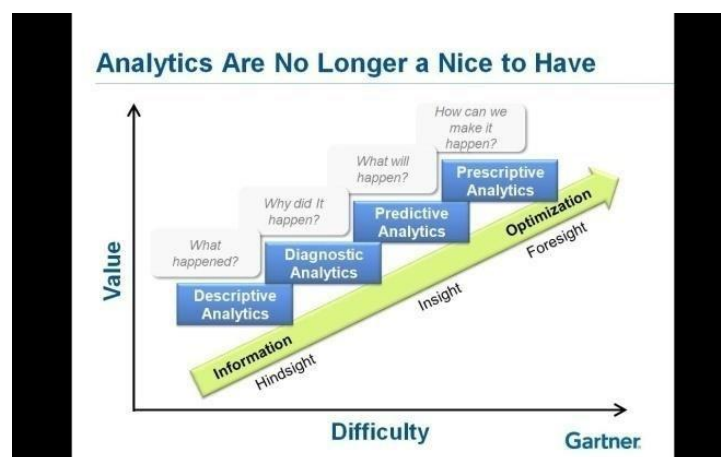 Analytics Are No Longer a Nice to Have
How can we
make it
happen?
What will
happen?
Prescriptive
Analytics
Why did It
happen?
Predictive
Analytics
Optimization
Foresight
What
happened?
Diagnostic
Analytics
Insight
Descriptive
Analytics
Information
Hindsight
Value
Difficulty
Gartner